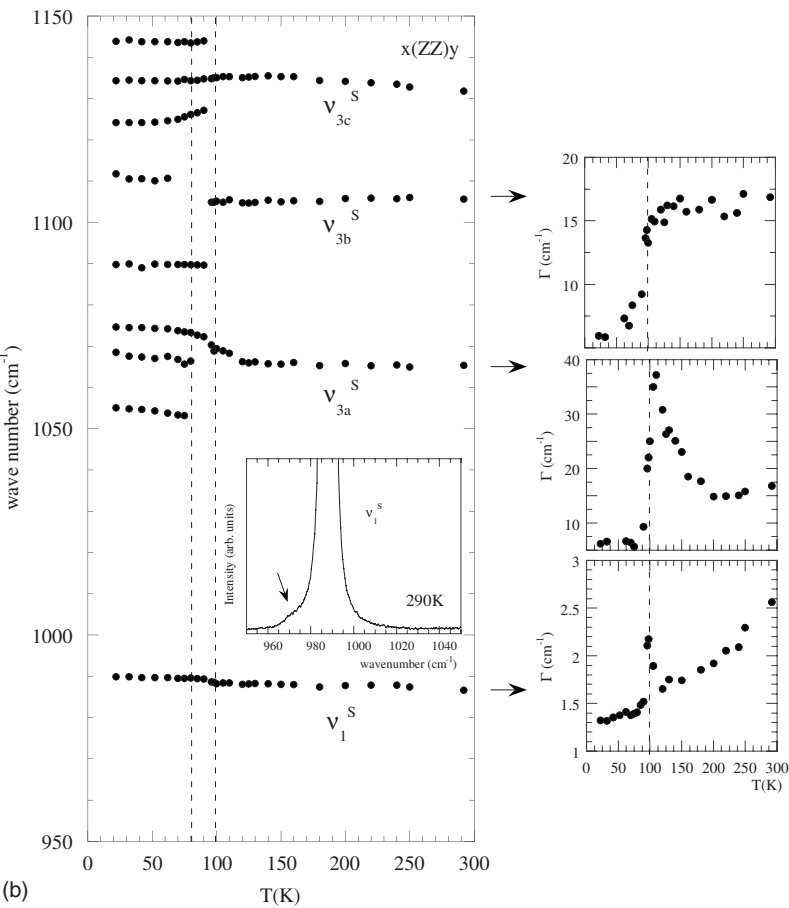 1150
x(ZZ)y
ν3c^S
1100
ν3b^S
wave number (cm^-1)
ν3a^S
1050
Intensity (arb. units)
ν1^S
290K
960 980 1000 1020 1040
wavenumber (cm^-1)
1000
ν1^S
950
0 50 100 150 200 250 300
T(K)
(b)
20
15
10
Γ (cm^-1)
40
30
20
10
Γ (cm^-1)
3
2.5
2
1.5
1
Γ (cm^-1)
0 50 100 150 200 250 300
T(K)